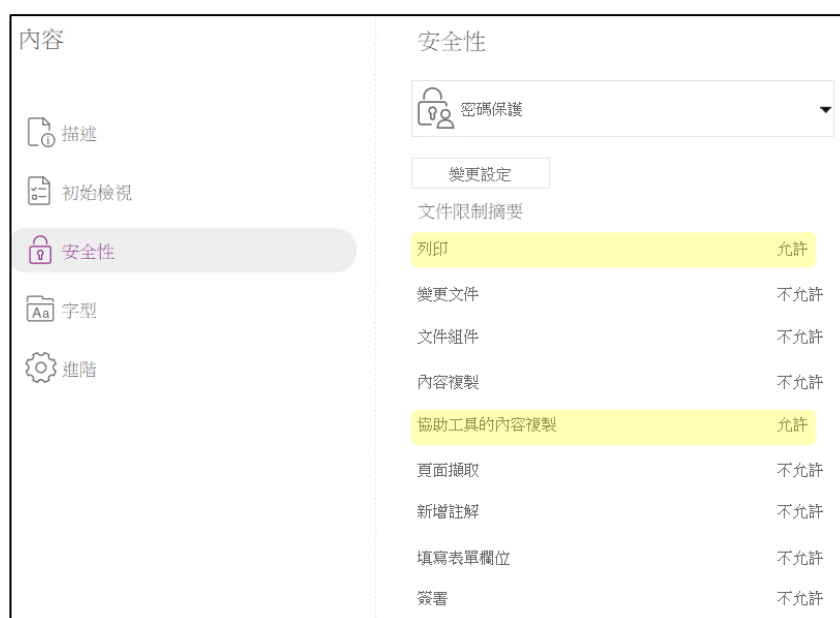 內容
描述
初始檢視
安全性
Aa 字型
進階
安全性
密碼保護
變更設定
文件限制摘要
列印 允許
變更文件 不允許
文件組件 不允許
內容複製 不允許
協助工具的內容複製 允許
頁面擷取 不允許
新增註解 不允許
填寫表單欄位 不允許
簽署 不允許